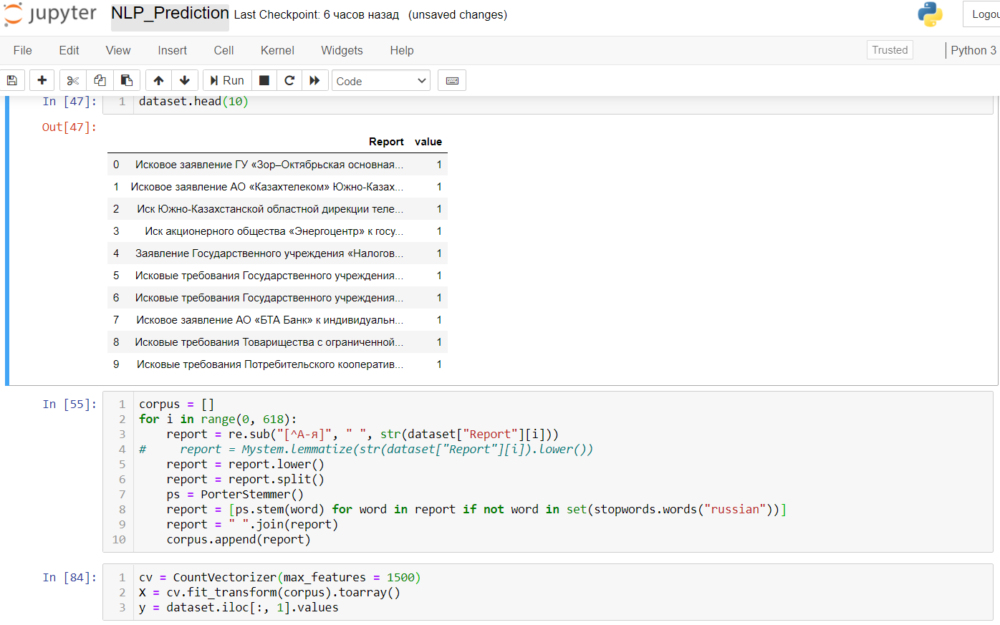 jupyter NLP_Prediction Last Checkpoint: 6 часов назад (unsaved changes)
File Edit View Insert Cell Kernel Widgets Help Trusted Python 3
Run Code
In [47]: 1 dataset.head(10)
Out[47]:
Report value
0 Исковое заявление ГУ «Зор–Октябрьская основная... 1
1 Исковое заявление АО «Казахтелеком» Южно-Казах... 1
2 Иск Южно-Казахстанской областной дирекции теле... 1
3 Иск акционерного общества «Энергоцентр» к госу... 1
4 Заявление Государственного учреждения «Налогов... 1
5 Исковые требования Государственного учреждения... 1
6 Исковые требования Государственного учреждения... 1
7 Исковое заявление АО «БТА Банк» к индивидуальн... 1
8 Исковые требования Товарищества с ограниченной... 1
9 Исковые требования Потребительского кооператив... 1
In [55]: 1 corpus = []
2 for i in range(0, 618):
3 report = re.sub("[^А-я]", " ", str(dataset["Report"][i]))
4 # report = Mystem.lemmatize(str(dataset["Report"][i]).lower())
5 report = report.lower()
6 report = report.split()
7 ps = PorterStemmer()
8 report = [ps.stem(word) for word in report if not word in set(stopwords.words("russian"))]
9 report = " ".join(report)
10 corpus.append(report)
In [84]: 1 cv = CountVectorizer(max_features = 1500)
2 X = cv.fit_transform(corpus).toarray()
3 y = dataset.iloc[:, 1].values